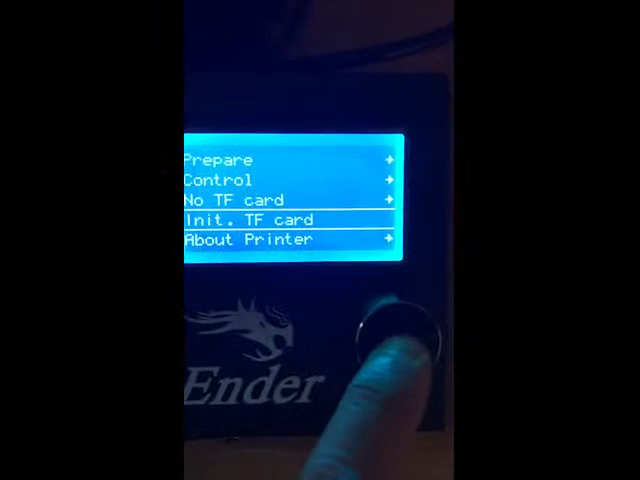 Prepare
Control
No TF card
Init. TF card
About Printer
Ender